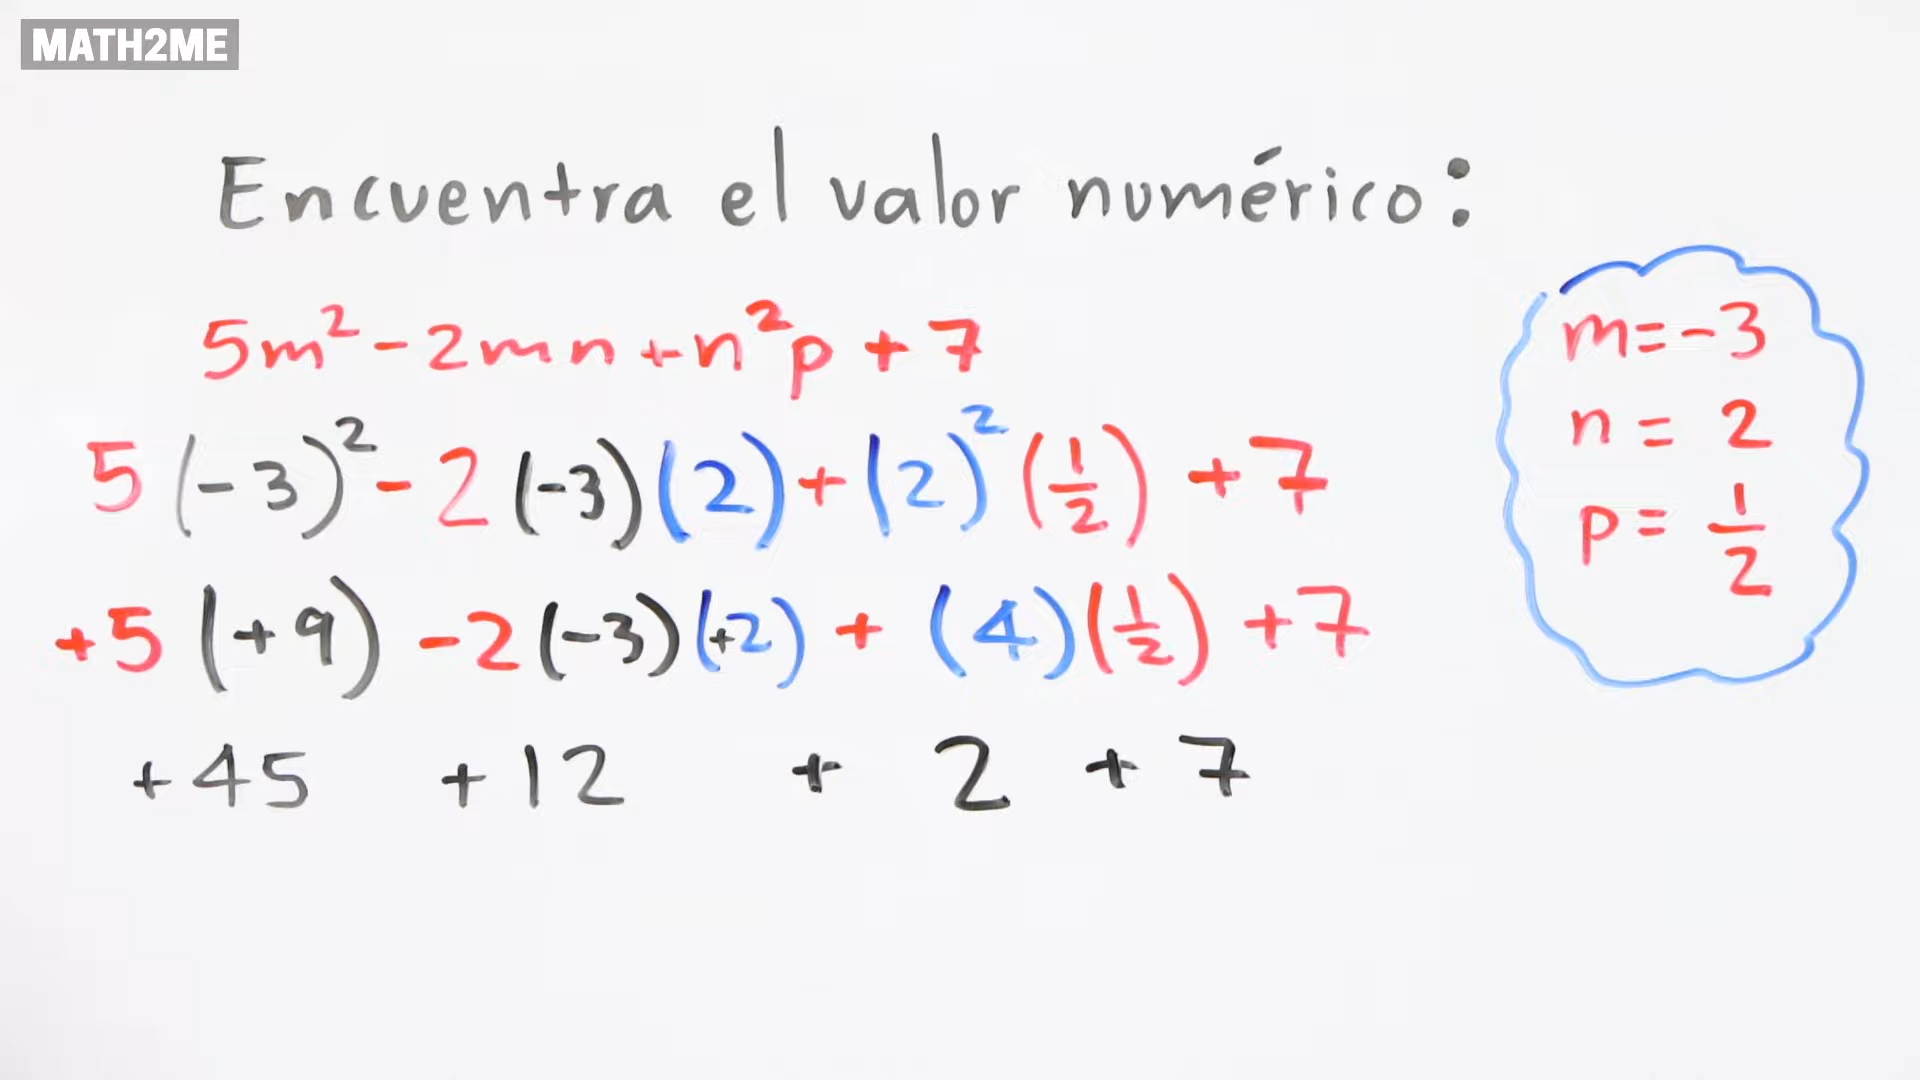 MATH2ME
Encuentra el valor numérico:
5m² - 2mn + n²p + 7
m = -3
n = 2
p = 1/2
5(-3)² - 2(-3)(2) + (2)²(1/2) + 7
+5(+9) -2(-3)(+2) + (4)(1/2) + 7
+45 +12 + 2 + 7